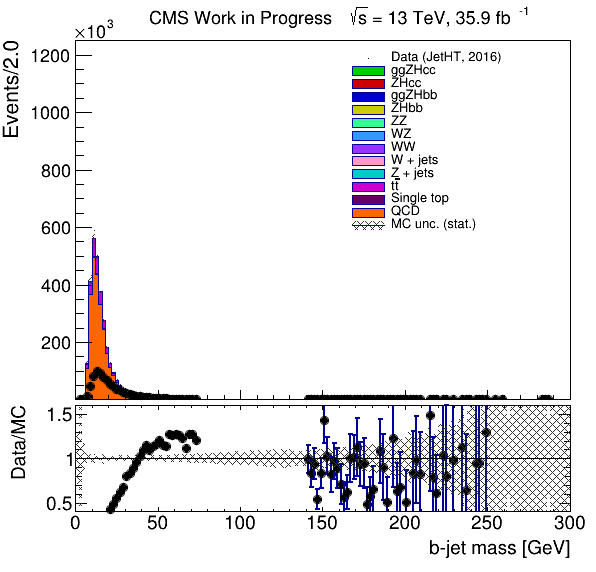 CMS Work in Progress √s = 13 TeV, 35.9 fb⁻¹
×10³
Events/2.0
1200
1000
800
600
400
200
Data (JetHT, 2016)
ggZHcc
ZHcc
ggZHbb
ZHbb
ZZ
WZ
WW
W + jets
Z + jets
tt̅
Single top
QCD
MC unc. (stat.)
Data/MC
1.5
1
0.5
0 50 100 150 200 250 300
b-jet mass [GeV]